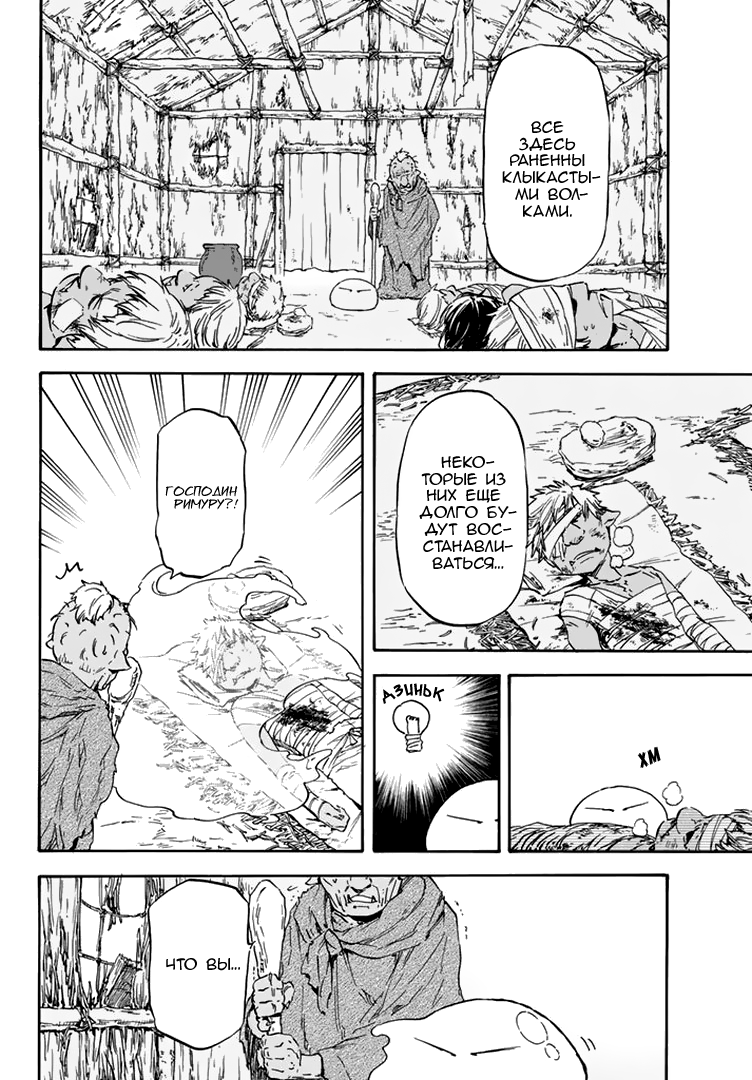 ВСЕ
ЗДЕСЬ
РАНЕННЫ
КЛЫКАСТЫ-
МИ ВОЛ-
КАМИ.
НЕКО-
ТОРЫЕ ИЗ
НИХ ЕЩЕ
ДОЛГО БУ-
ДУТ ВОС-
СТАНАВЛИ-
ВАТЬСЯ...
ХМ
ДЗИНЬК
ГОСПОДИН
РИМУРУ?!
ЧТО ВЫ...